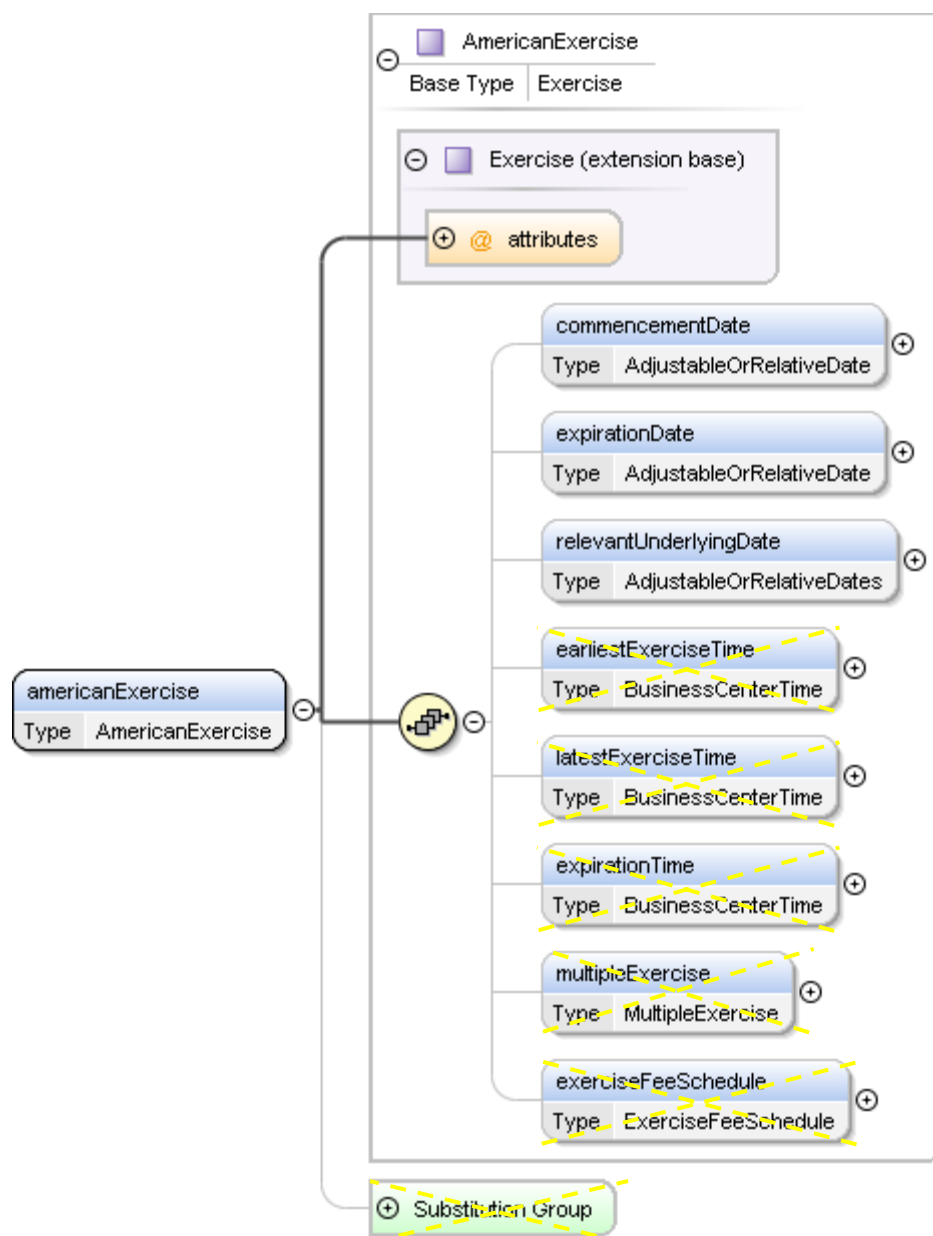 AmericanExercise
Base Type Exercise
Exercise (extension base)
@ attributes
commencementDate
Type AdjustableOrRelativeDate
expirationDate
Type AdjustableOrRelativeDate
relevantUnderlyingDate
Type AdjustableOrRelativeDates
earliestExerciseTime
Type BusinessCenterTime
americanExercise
Type AmericanExercise
latestExerciseTime
Type BusinessCenterTime
expirationTime
Type BusinessCenterTime
multipleExercise
Type MultipleExercise
exerciseFeeSchedule
Type ExerciseFeeSchedule
Substitution Group